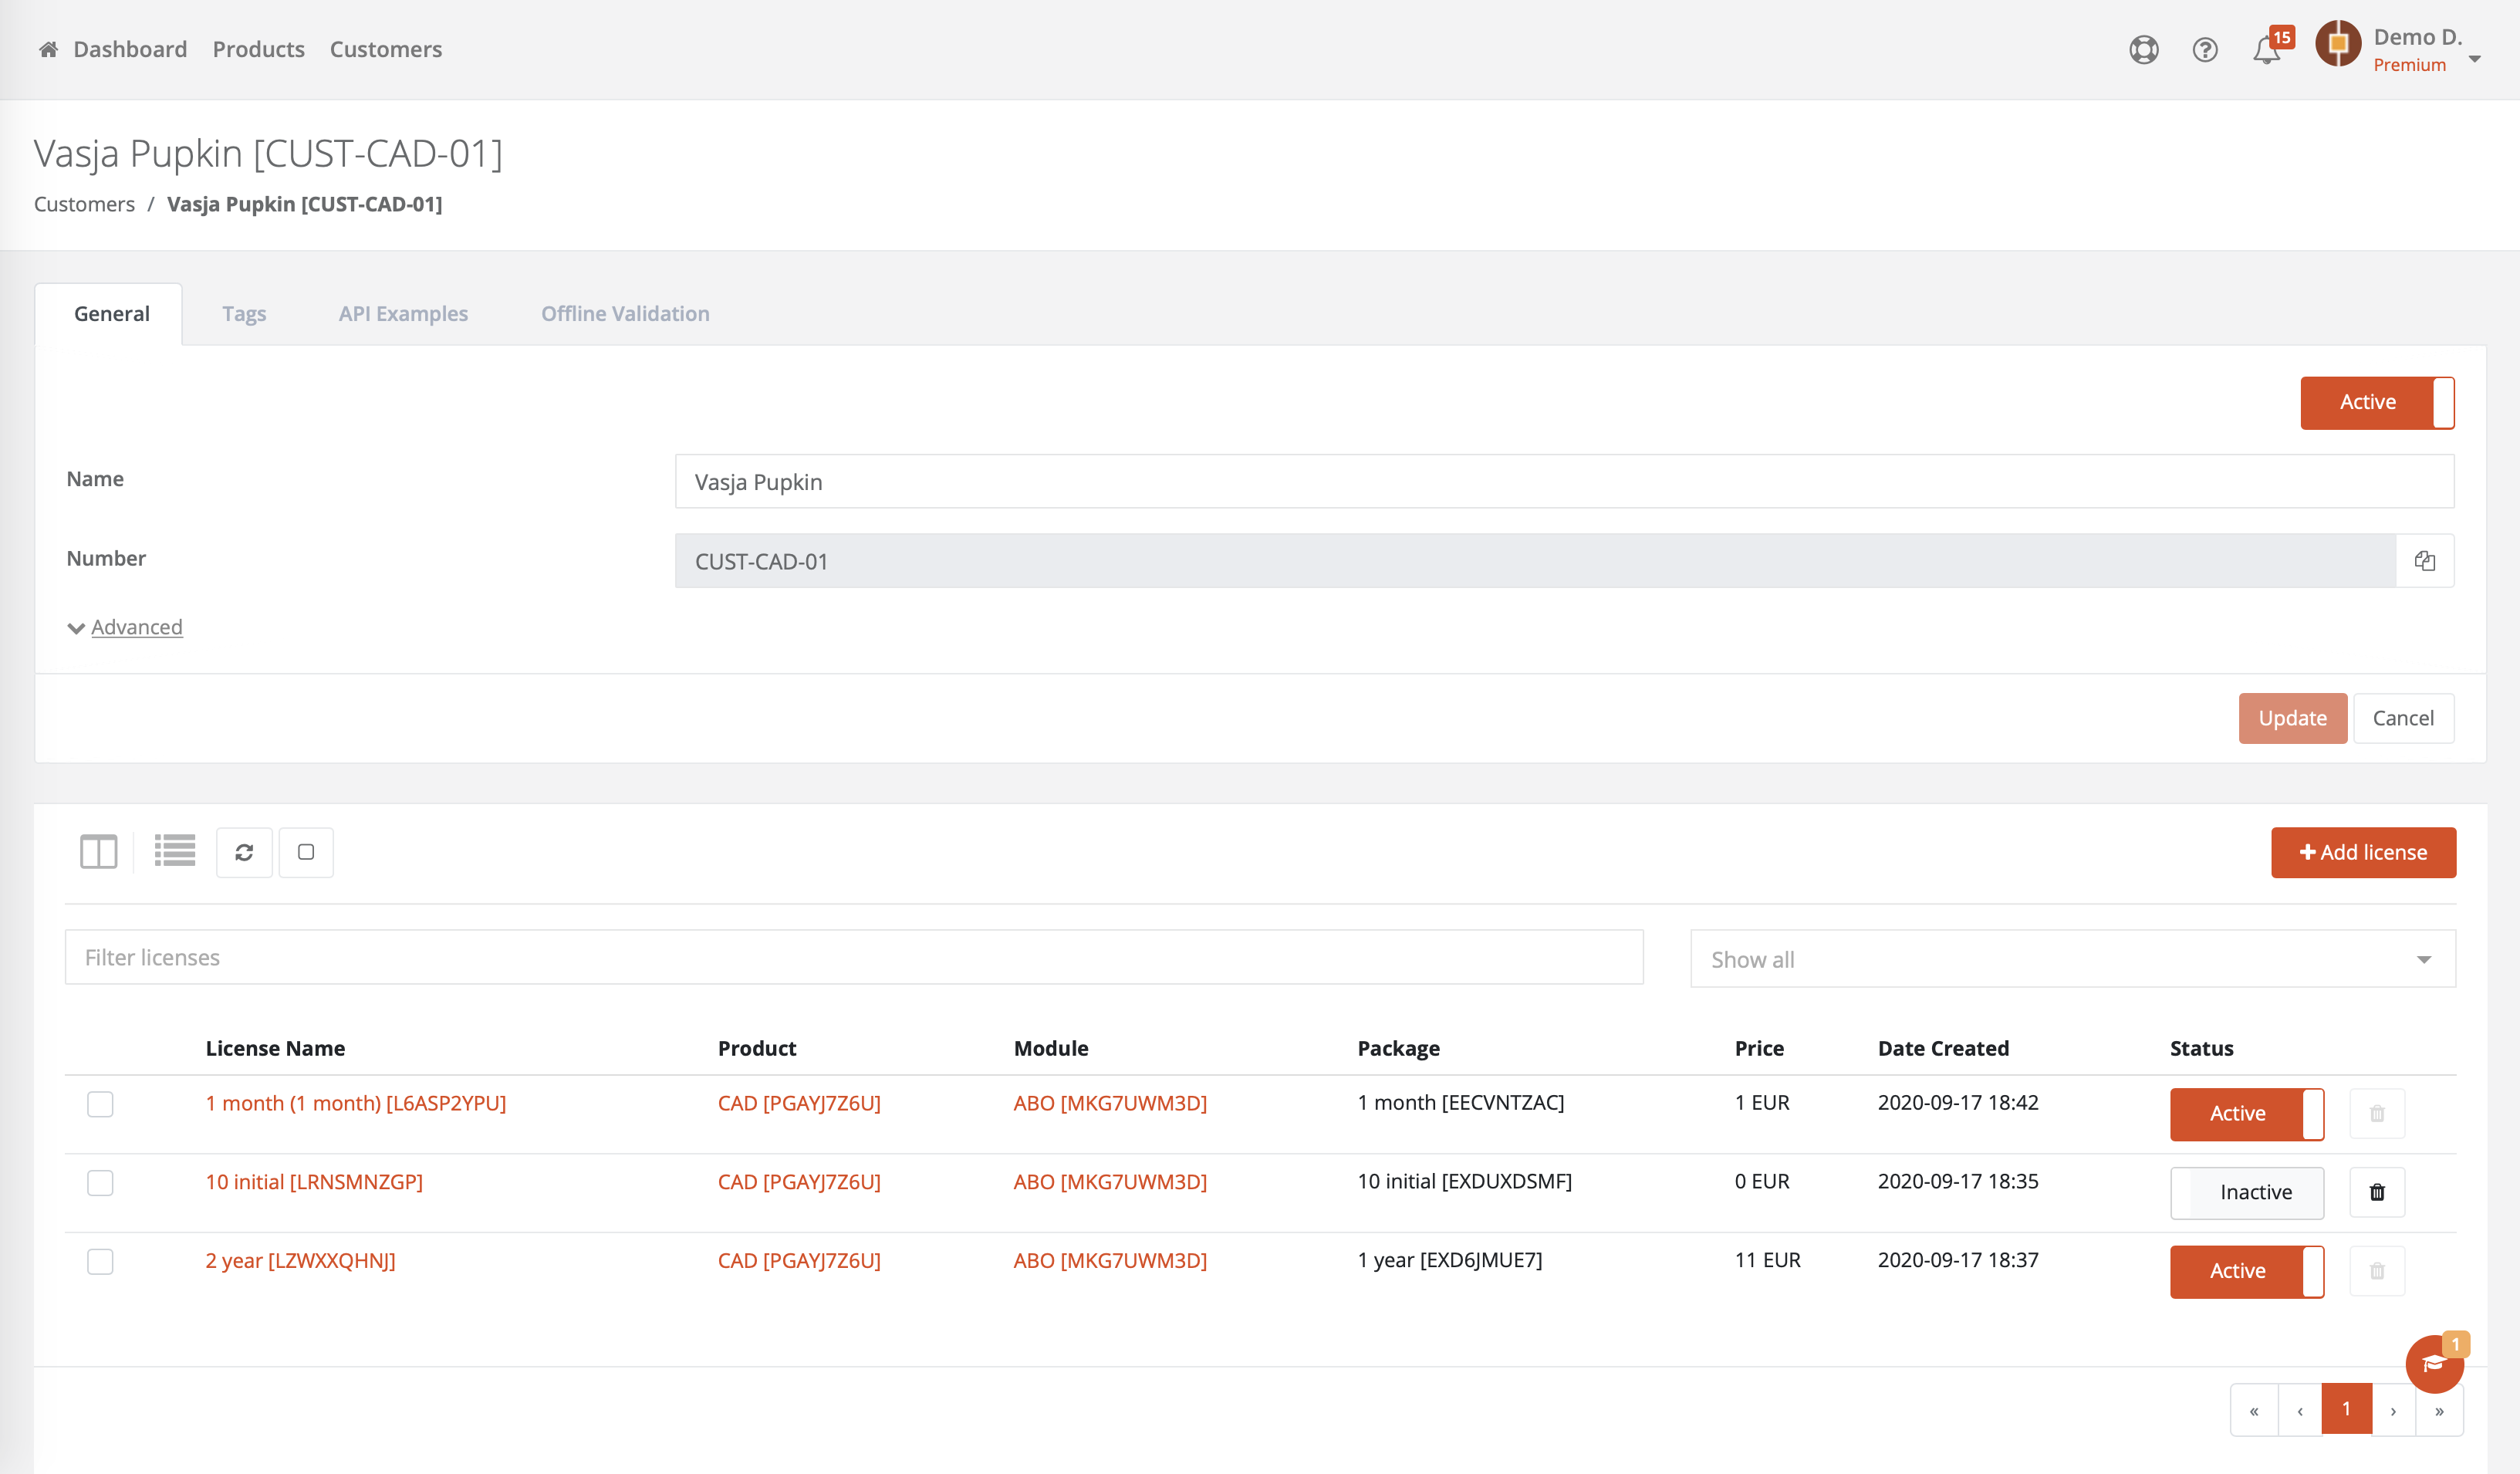 Dashboard Products Customers 15 Demo D.
Premium
Vasja Pupkin [CUST-CAD-01]
Customers / Vasja Pupkin [CUST-CAD-01]
General Tags API Examples Offline Validation
Active
Name Vasja Pupkin
Number CUST-CAD-01
Advanced
Update Cancel
Add license
Filter licenses Show all
License Name Product Module Package Price Date Created Status
1 month (1 month) [L6ASP2YPU] CAD [PGAYJ7Z6U] ABO [MKG7UWM3D] 1 month [EECVNTZAC] 1 EUR 2020-09-17 18:42 Active
10 initial [LRNSMNZGP] CAD [PGAYJ7Z6U] ABO [MKG7UWM3D] 10 initial [EXDUXDSMF] 0 EUR 2020-09-17 18:35 Inactive
2 year [LZWXXQHNJ] CAD [PGAYJ7Z6U] ABO [MKG7UWM3D] 1 year [EXD6JMUE7] 11 EUR 2020-09-17 18:37 Active
1
« ‹ 1 › »